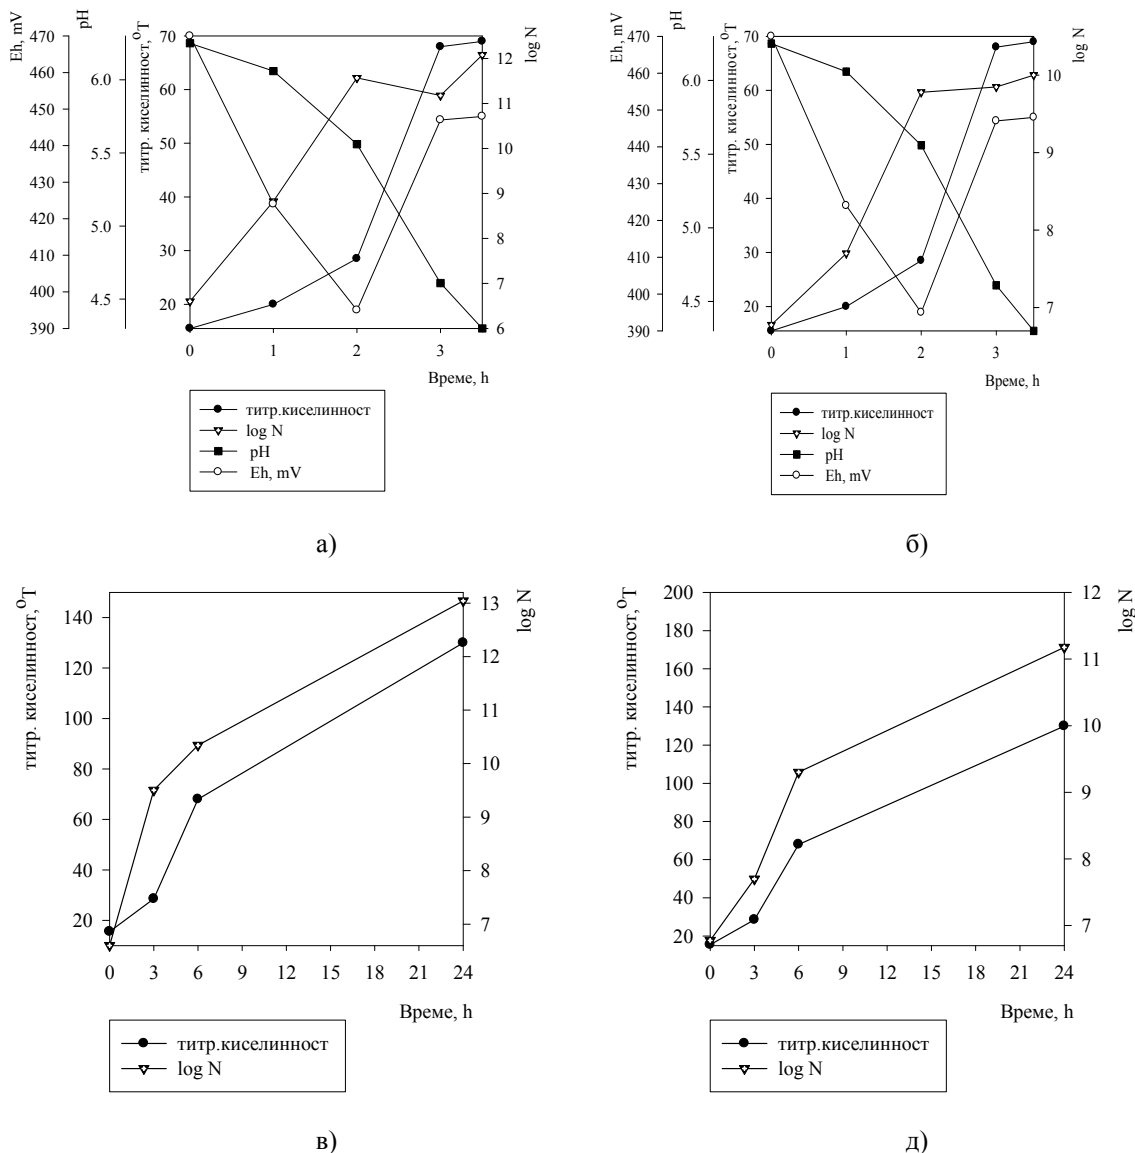 Eh, mV
pH
титр. киселинност, °T
log N
470
460
450
440
430
420
410
400
390
6.0
5.5
5.0
4.5
70
60
50
40
30
20
12
11
10
9
8
7
6
0 1 2 3
Време, h
титр.киселинност
log N
pH
Eh, mV
а)
Eh, mV
pH
титр. киселинност, °T
log N
470
460
450
440
430
420
410
400
390
6.0
5.5
5.0
4.5
70
60
50
40
30
20
10
9
8
7
0 1 2 3
Време, h
титр.киселинност
log N
pH
Eh, mV
б)
титр. киселинност, °T
log N
140
120
100
80
60
40
20
13
12
11
10
9
8
7
0 3 6 9 12 15 18 21 24
Време, h
титр.киселинност
log N
в)
титр. киселинност, °T
log N
200
180
160
140
120
100
80
60
40
20
12
11
10
9
8
7
0 3 6 9 12 15 18 21 24
Време, h
титр.киселинност
log N
д)